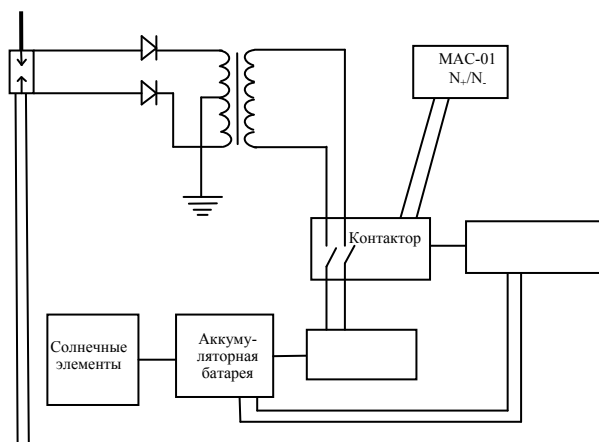 МАС-01
N₊/N₋
Контактор
Солнечные
элементы
Аккуму-
ляторная
батарея